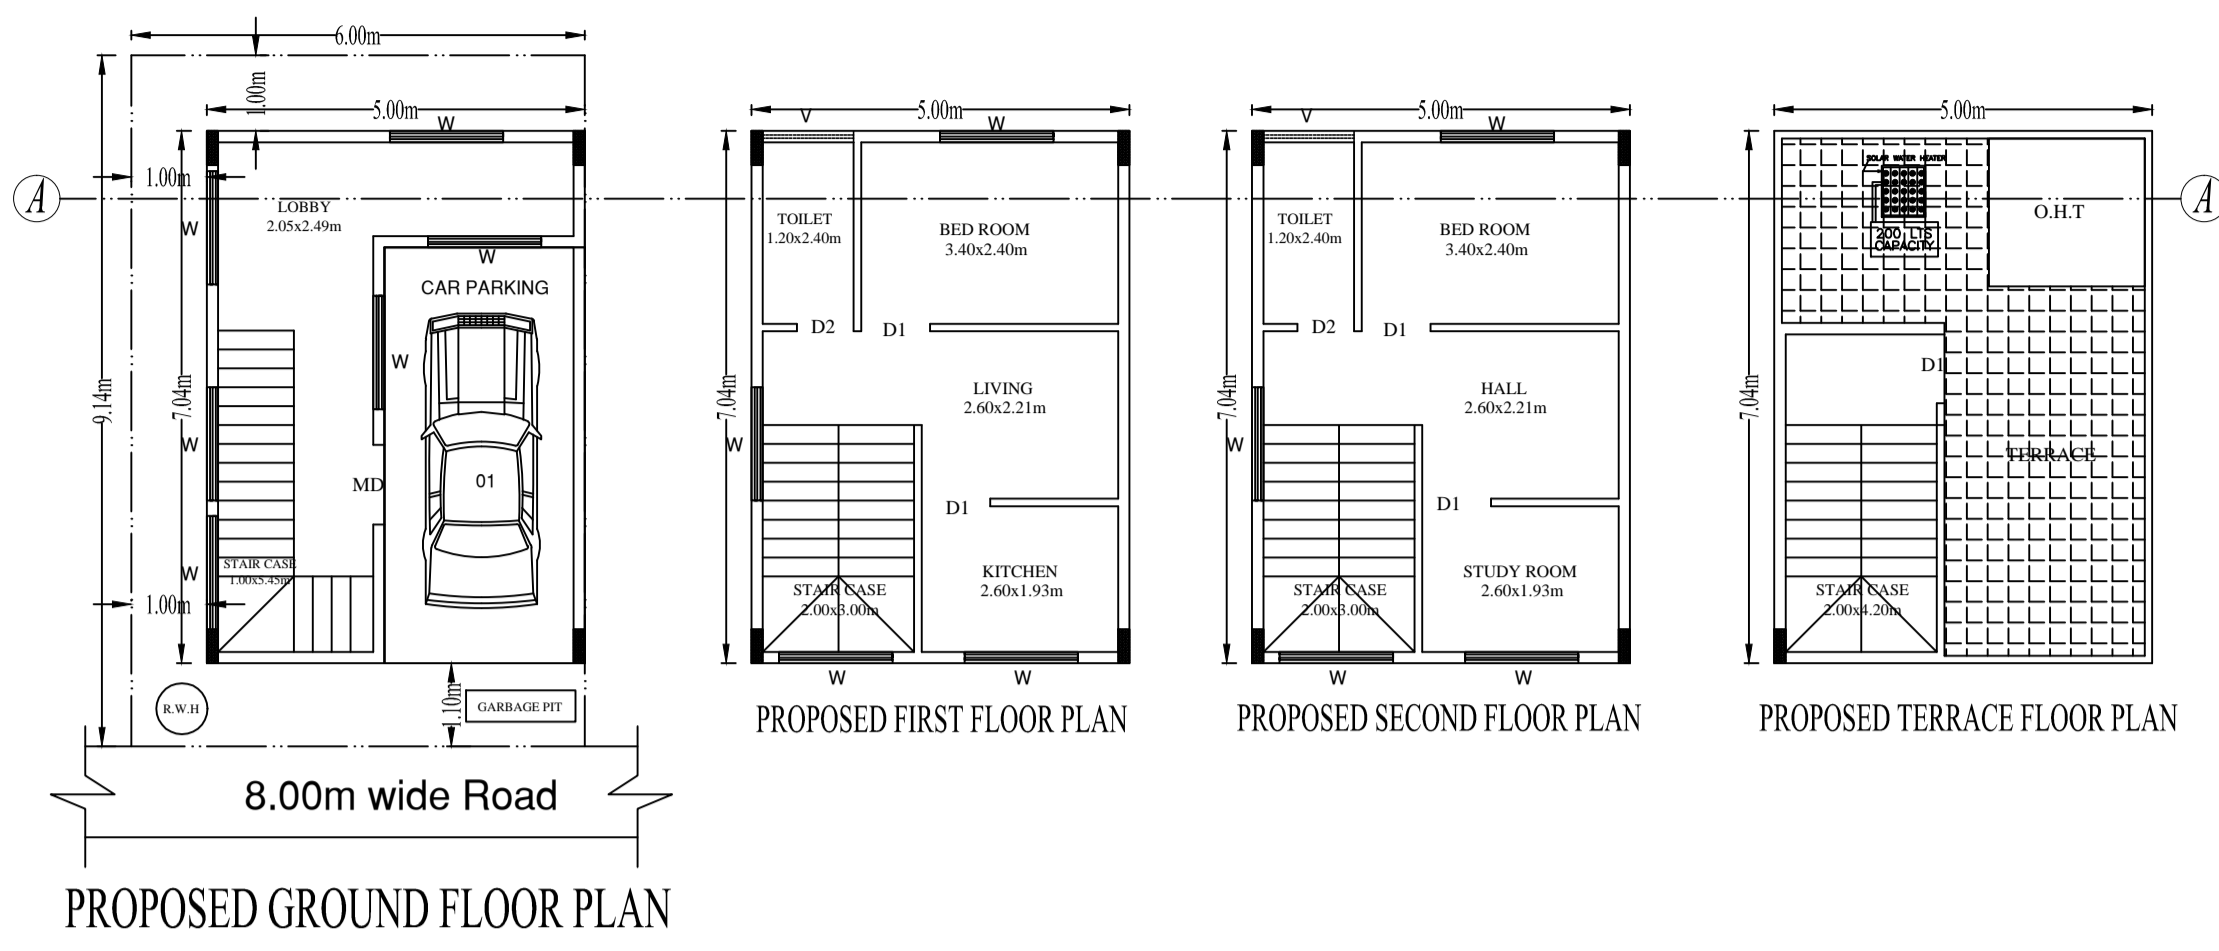 6.00m
1.00m
9.14m
5.00m
W
1.00m
LOBBY
2.05x2.49m
W
W
CAR PARKING
W
7.04m
W
01
MD
W
STAIR CASE
1.00x5.45m
1.00m
1.10m
R.W.H
GARBAGE PIT
8.00m wide Road
PROPOSED GROUND FLOOR PLAN
A
5.00m
V
W
TOILET
1.20x2.40m
BED ROOM
3.40x2.40m
D2
D1
7.04m
LIVING
2.60x2.21m
W
D1
STAIR CASE
2.00x3.00m
KITCHEN
2.60x1.93m
W
W
PROPOSED FIRST FLOOR PLAN
5.00m
V
W
TOILET
1.20x2.40m
BED ROOM
3.40x2.40m
D2
D1
7.04m
HALL
2.60x2.21m
W
D1
STAIR CASE
2.00x3.00m
STUDY ROOM
2.60x1.93m
W
W
PROPOSED SECOND FLOOR PLAN
5.00m
SOLAR WATER HEATER
200 LTS
CAPACITY
O.H.T
A
D1
7.04m
TERRACE
STAIR CASE
2.00x4.20m
PROPOSED TERRACE FLOOR PLAN